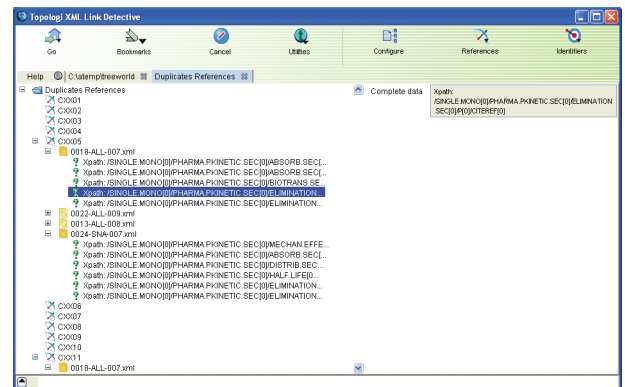 Topologi XML Link Detective
Go Bookmarks Cancel Utilities Configure References Identifiers
Help C:\atemp\treeworld Duplicates References
Duplicates References
CXX01
CXX02
CXX03
CXX04
CXX05
0018-ALL-007.xml
Xpath: /SINGLE.MONO[0]/PHARMA.PKINETIC.SEC[0]/ABSORB.SEC[...
Xpath: /SINGLE.MONO[0]/PHARMA.PKINETIC.SEC[0]/ABSORB.SEC[...
Xpath: /SINGLE.MONO[0]/PHARMA.PKINETIC.SEC[0]/BIOTRANS.SE...
Xpath: /SINGLE.MONO[0]/PHARMA.PKINETIC.SEC[0]/ELIMINATION...
Xpath: /SINGLE.MONO[0]/PHARMA.PKINETIC.SEC[0]/ELIMINATION...
0022-ALL-009.xml
0013-ALL-008.xml
0024-SNA-007.xml
Xpath: /SINGLE.MONO[0]/PHARMA.PKINETIC.SEC[0]/MECHAN.EFFE...
Xpath: /SINGLE.MONO[0]/PHARMA.PKINETIC.SEC[0]/ABSORB.SEC[...
Xpath: /SINGLE.MONO[0]/PHARMA.PKINETIC.SEC[0]/DISTRIB.SEC...
Xpath: /SINGLE.MONO[0]/PHARMA.PKINETIC.SEC[0]/HALF.LIFE[0...
Xpath: /SINGLE.MONO[0]/PHARMA.PKINETIC.SEC[0]/ELIMINATION...
Xpath: /SINGLE.MONO[0]/PHARMA.PKINETIC.SEC[0]/ELIMINATION...
CXX06
CXX07
CXX08
CXX09
CXX10
CXX11
0018-ALL-007.xml
Complete data
Xpath:
/SINGLE.MONO[0]/PHARMA.PKINETIC.SEC[0]/ELIMINATION
.SEC[0]/P[0]/CITEREF[0]